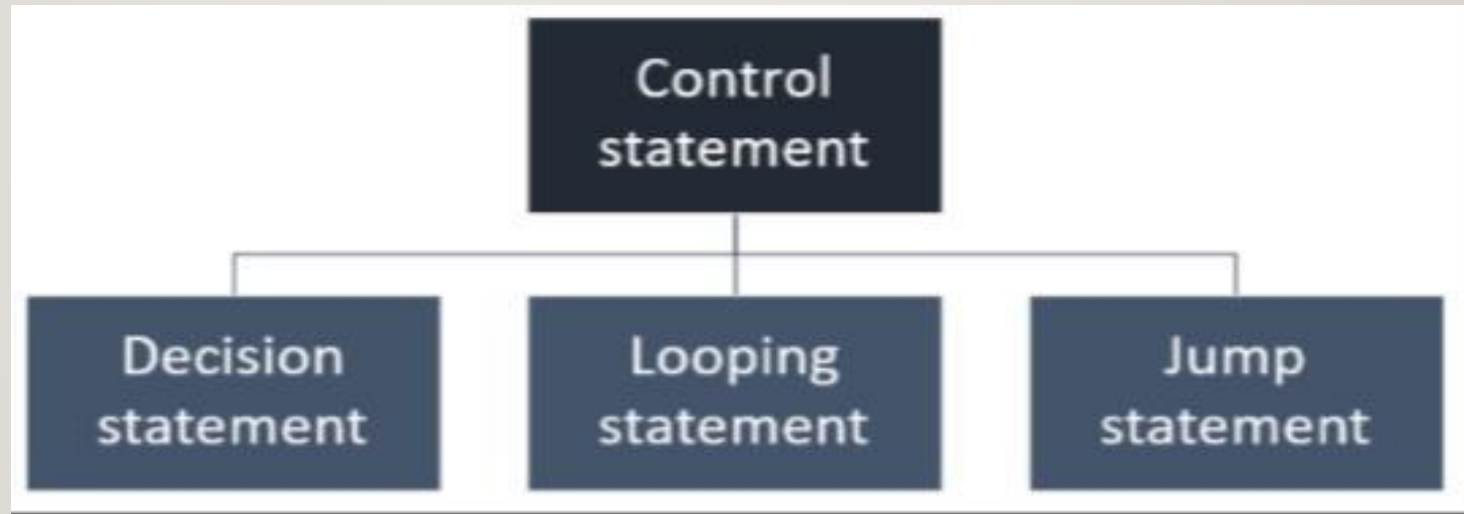 Control
statement
Decision
statement
Looping
statement
Jump
statement